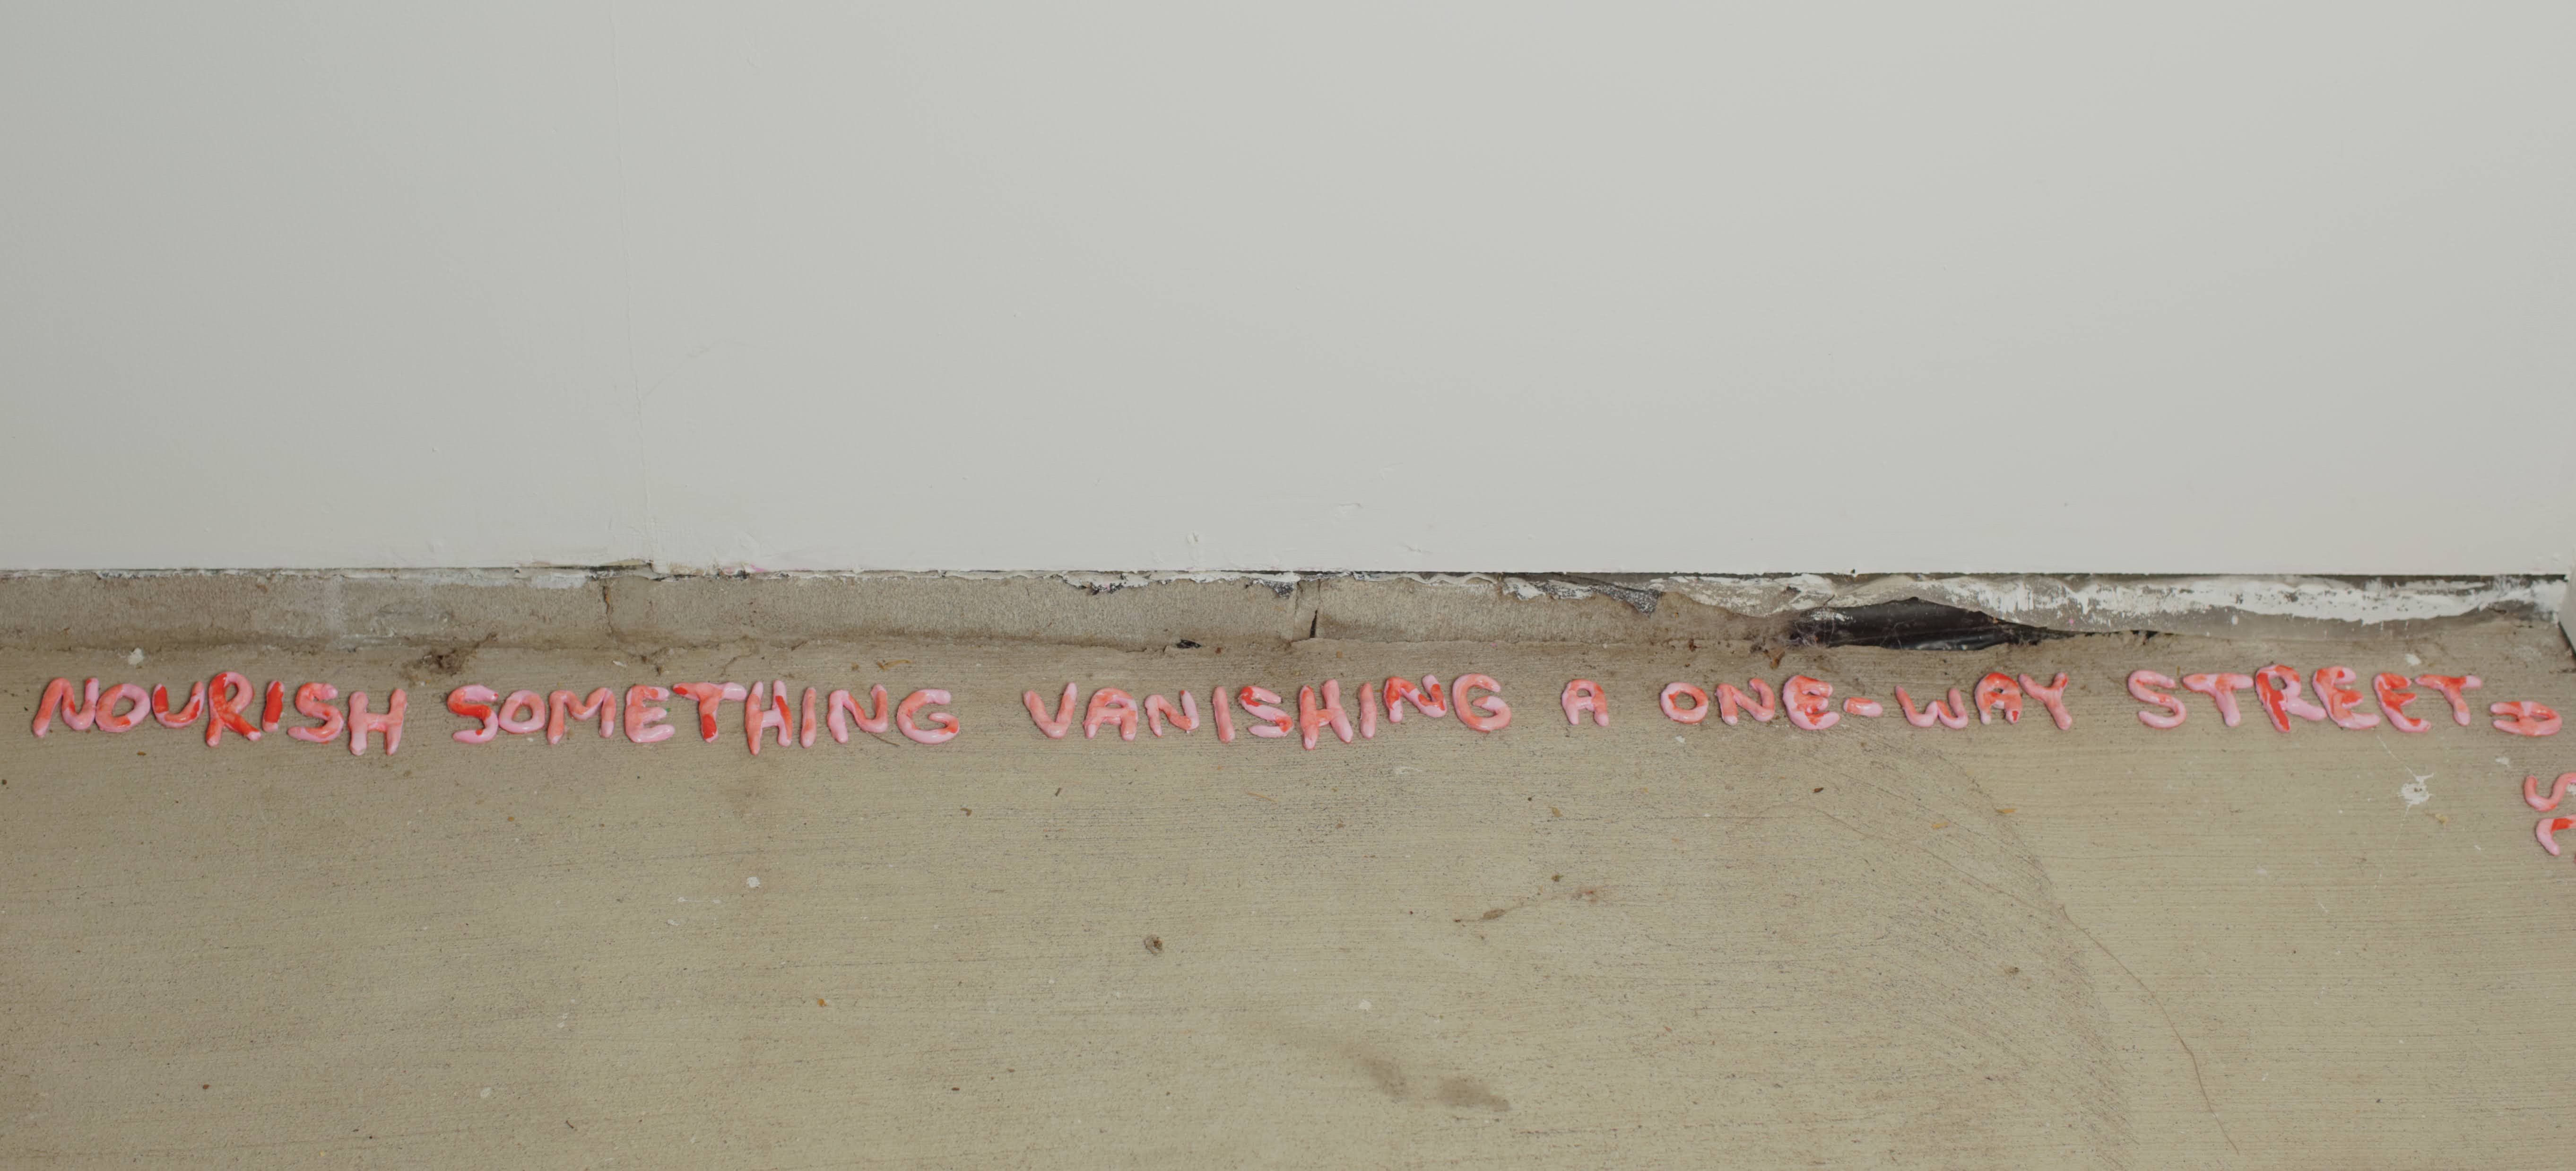 NOURISH SOMETHING VANISHING A ONE-WAY STREET